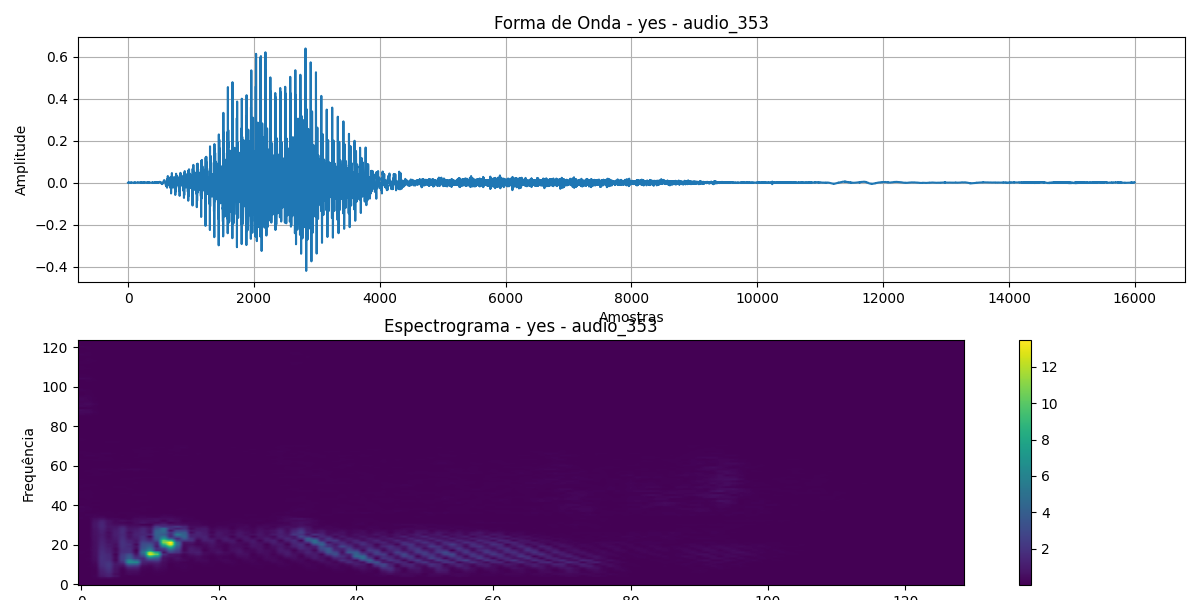 Forma de Onda - yes - audio_353
0.6
0.4
0.2
0.0
−0.2
−0.4
Amplitude
0 2000 4000 6000 8000 10000 12000 14000 16000
Amostras
Espectrograma - yes - audio_353
120
100
80
60
40
20
0
Frequência
0 20 40 60 80 100 120
12
10
8
6
4
2